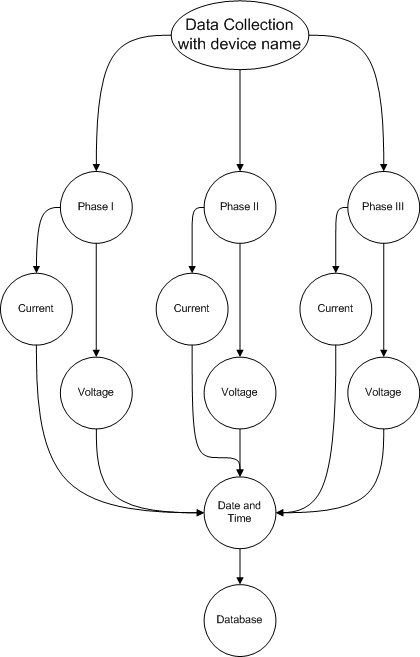 Data Collection
with device name
Phase I
Phase II
Phase III
Current
Current
Current
Voltage
Voltage
Voltage
Date and
Time
Database